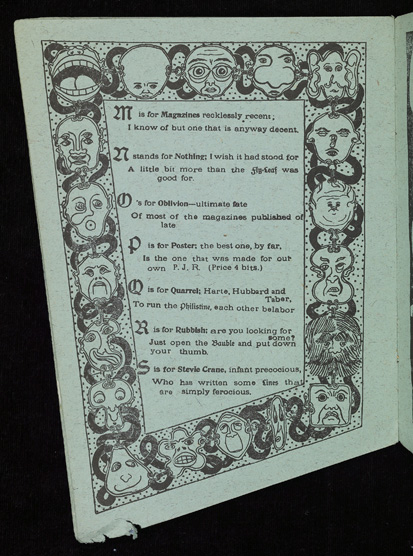 M is for Magazines recklessly recent;
I know of but one that is anyway decent.
N stands for Nothing; I wish it had stood for
A little bit more than the Fly-Leaf was
good for.
O 's for Oblivion—ultimate fate
Of most of the magazines published of
late
P is for Poster; the best one, by far,
Is the one that was made for our
own P. J. R. (Price 4 bits.)
Q is for Quarrel; Harte, Hubbard and
Taber,
To run the Philistine, each other belabor
R is for Rubbish; are you looking for
some?
Just open the Bauble and put down
your thumb.
S is for Stevie Crane, infant precocious,
Who has written some lines that
are simply ferocious.